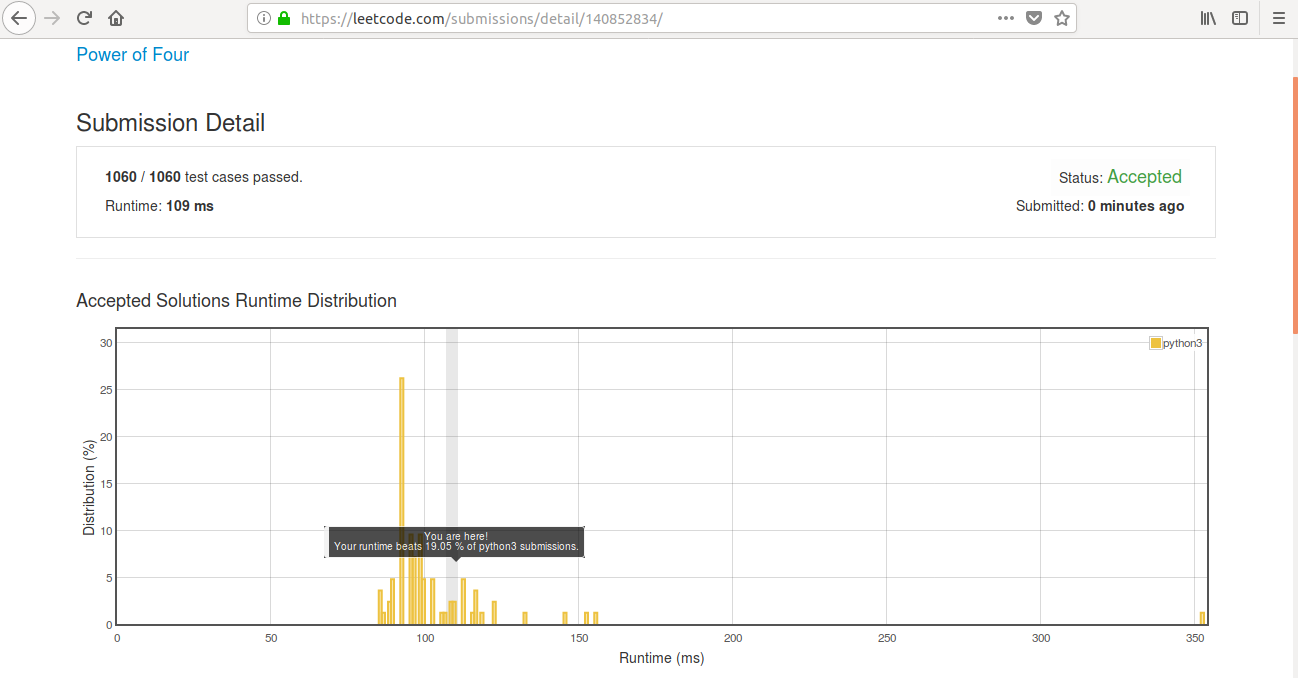 https://leetcode.com/submissions/detail/140852834/
Power of Four
Submission Detail
1060 / 1060 test cases passed.
Status: Accepted
Runtime: 109 ms
Submitted: 0 minutes ago
Accepted Solutions Runtime Distribution
python3
30
25
20
15
10
5
0
Distribution (%)
You are here!
Your runtime beats 19.05 % of python3 submissions.
0 50 100 150 200 250 300 350
Runtime (ms)